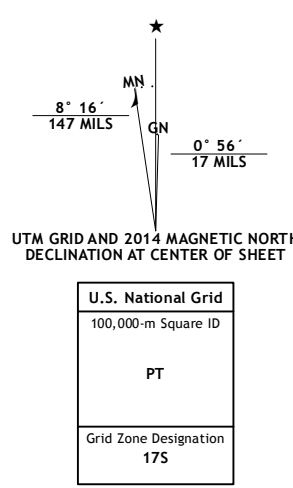 MN
8° 16´
147 MILS
GN
0° 56´
17 MILS
UTM GRID AND 2014 MAGNETIC NORTH
DECLINATION AT CENTER OF SHEET
U.S. National Grid
100,000-m Square ID
PT
Grid Zone Designation
17S